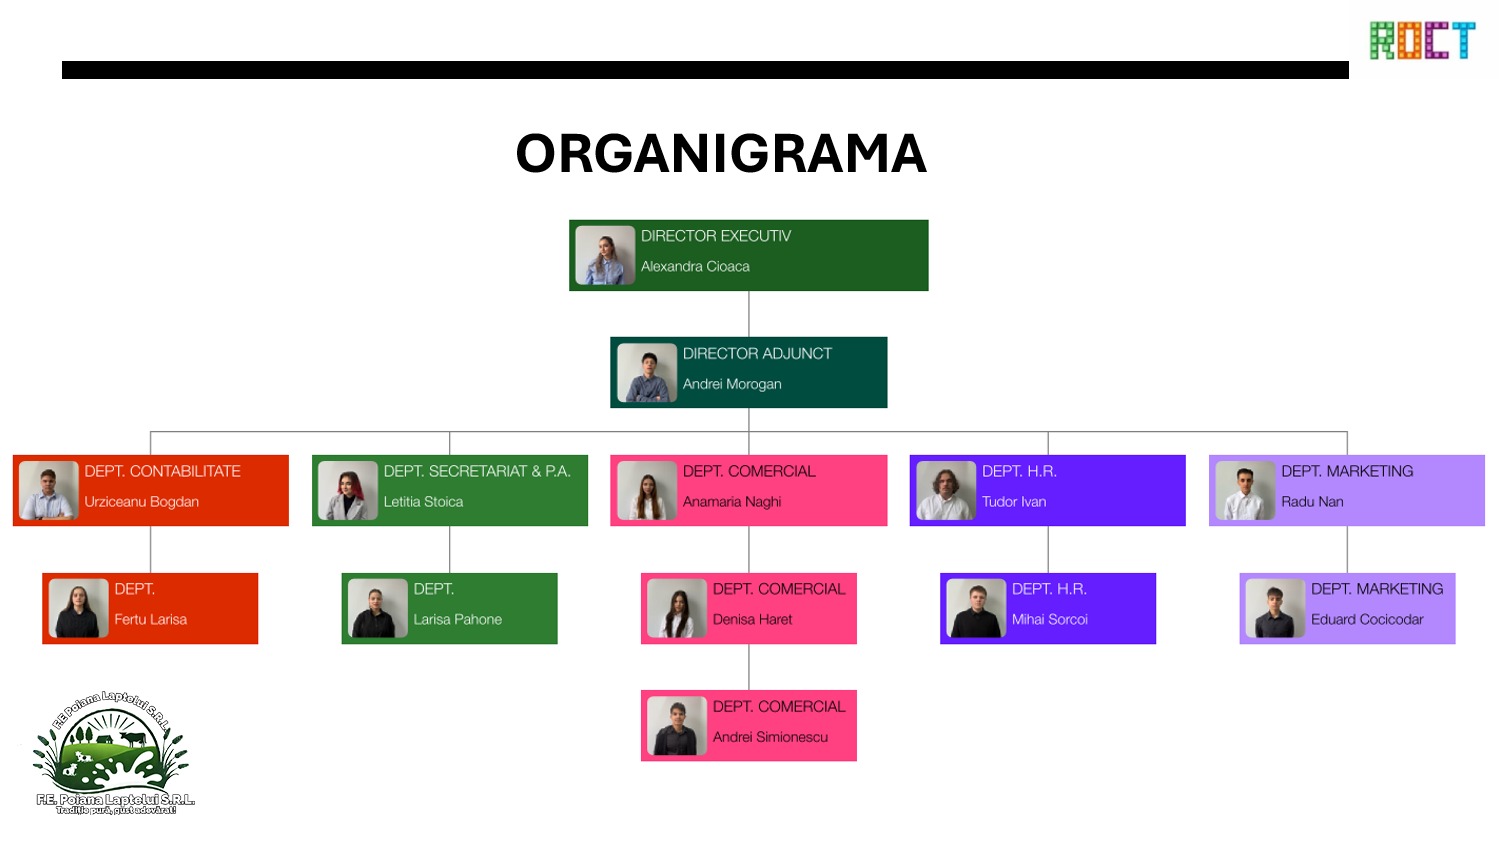 ROCT
ORGANIGRAMA
DIRECTOR EXECUTIV
Alexandra Cioaca
DIRECTOR ADJUNCT
Andrei Morogan
DEPT. CONTABILITATE
Urziceanu Bogdan
DEPT. SECRETARIAT & P.A.
Letitia Stoica
DEPT. COMERCIAL
Anamaria Naghi
DEPT. H.R.
Tudor Ivan
DEPT. MARKETING
Radu Nan
DEPT.
Fertu Larisa
DEPT.
Larisa Pahone
DEPT. COMERCIAL
Denisa Haret
DEPT. H.R.
Mihai Sorcoi
DEPT. MARKETING
Eduard Cocicodar
DEPT. COMERCIAL
Andrei Simionescu
F.E Poiana Laptelui S.R.L.
F.E. Poiana Laptelui S.R.L.
Tradiție pură, gust adevărat!